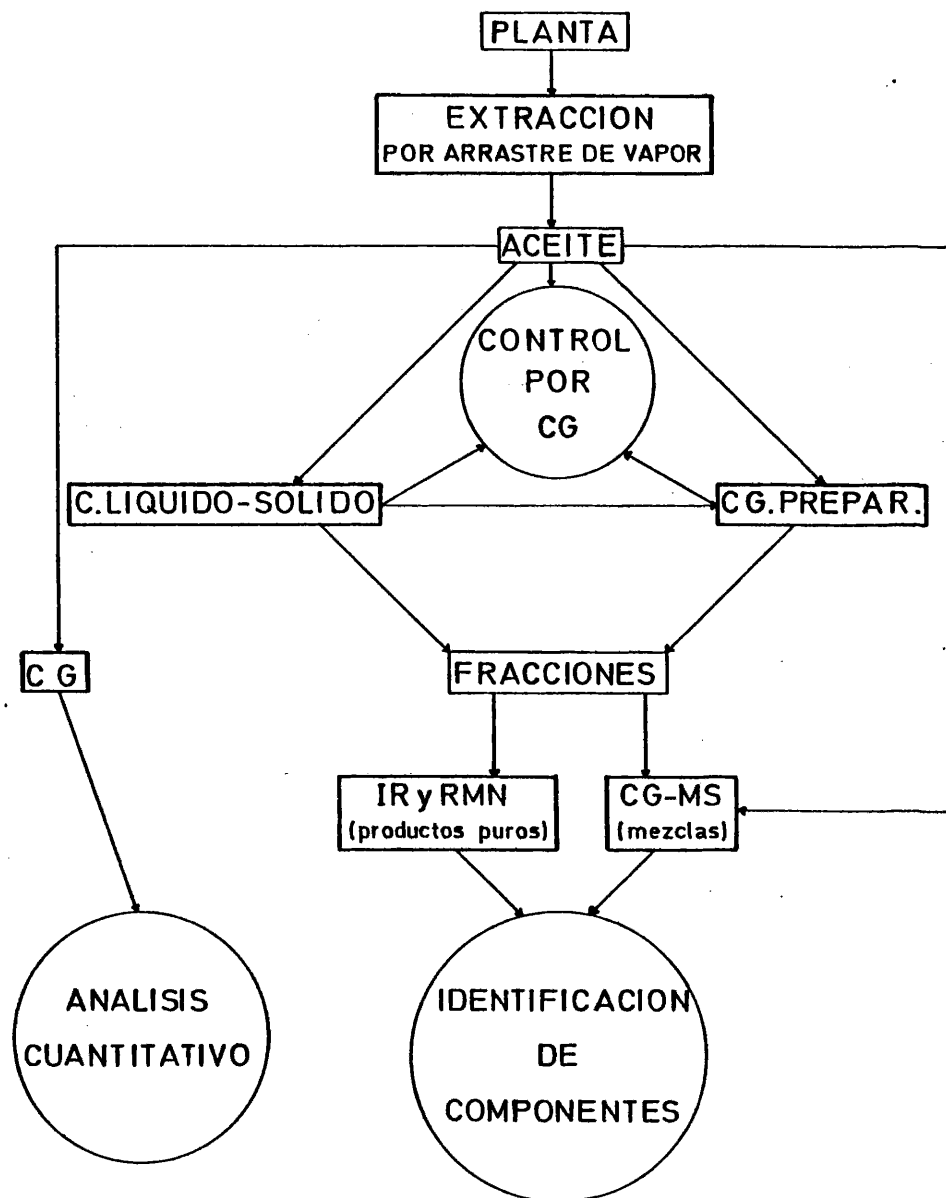 PLANTA
EXTRACCION
POR ARRASTRE DE VAPOR
ACEITE
CONTROL
POR
CG
C.LIQUIDO-SOLIDO
CG.PREPAR.
CG
FRACCIONES
IR y RMN
(productos puros)
CG-MS
(mezclas)
ANALISIS
CUANTITATIVO
IDENTIFICACION
DE
COMPONENTES